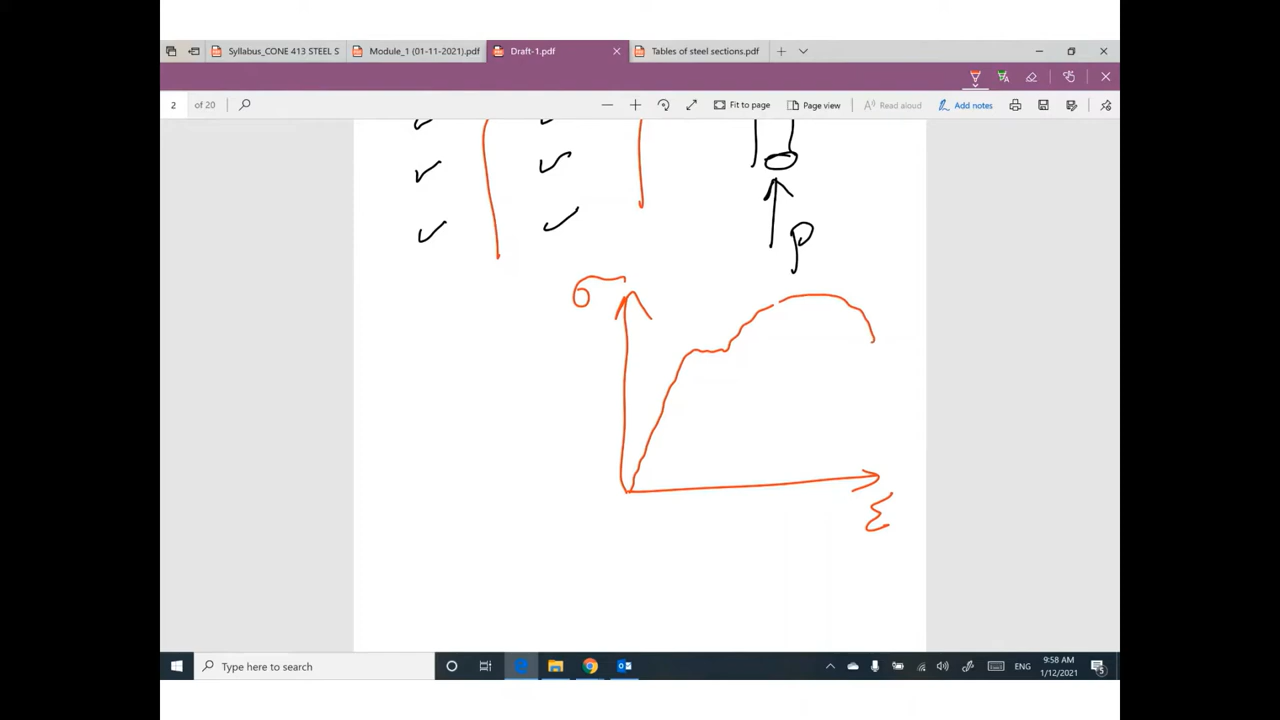 Syllabus_CONE 413 STEEL S
Module_1 (01-11-2021).pdf
Draft-1.pdf
Tables of steel sections.pdf
2 of 20
Fit to page
Page view
Read aloud
Add notes
P
σ
ε
Type here to search
ENG
9:58 AM
1/12/2021
5